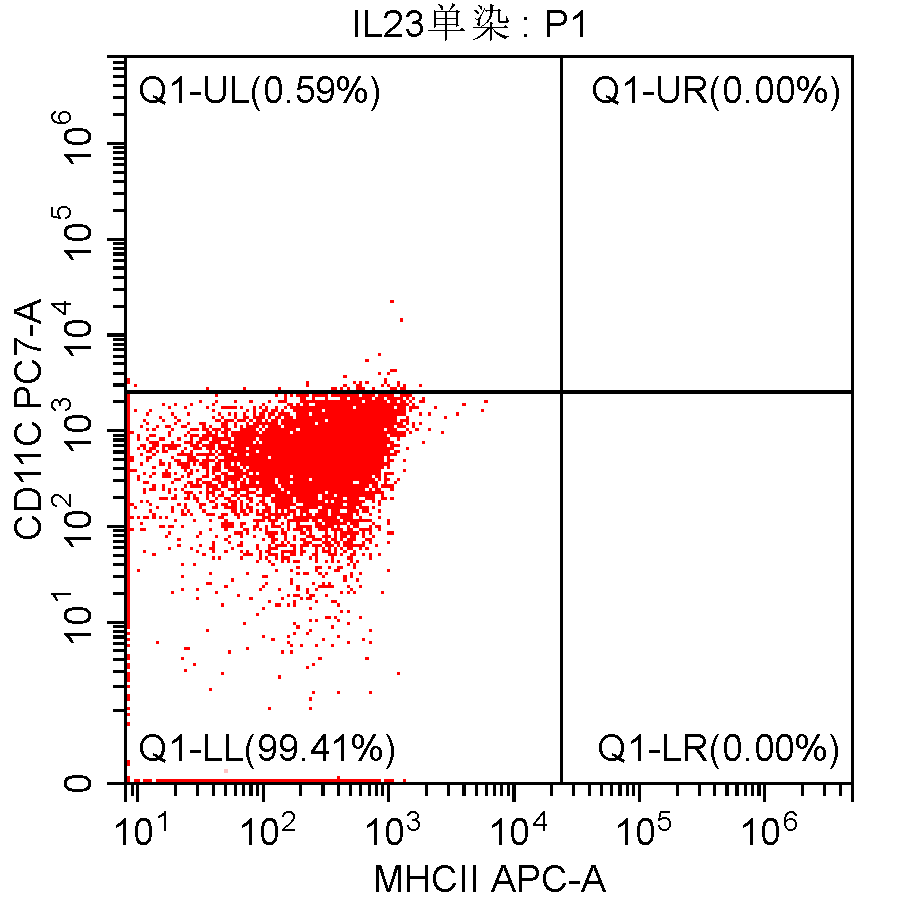 IL23单染 : P1
Q1-UL(0.59%)
Q1-UR(0.00%)
10^6
10^5
10^4
10^3
10^2
10^1
0
CD11C PC7-A
Q1-LL(99.41%)
Q1-LR(0.00%)
10^1 10^2 10^3 10^4 10^5 10^6
MHCII APC-A